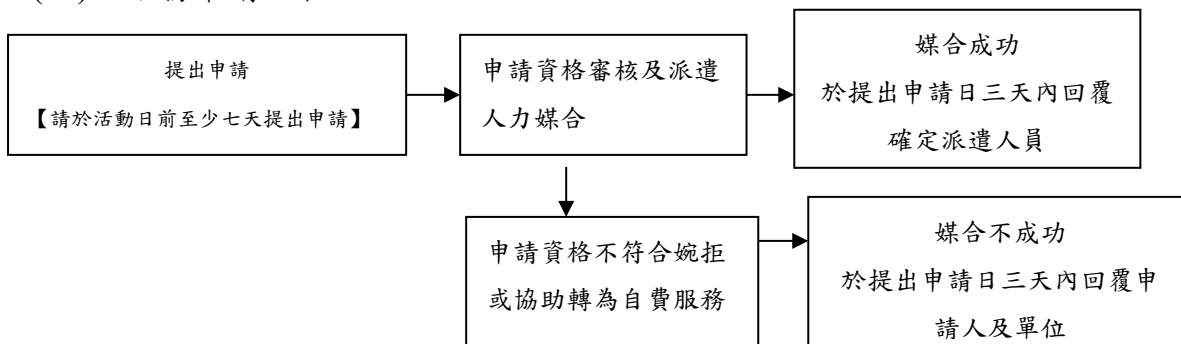 提出申請
【請於活動日前至少七天提出申請】
申請資格審核及派遣
人力媒合
媒合成功
於提出申請日三天內回覆
確定派遣人員
申請資格不符合婉拒
或協助轉為自費服務
媒合不成功
於提出申請日三天內回覆申
請人及單位